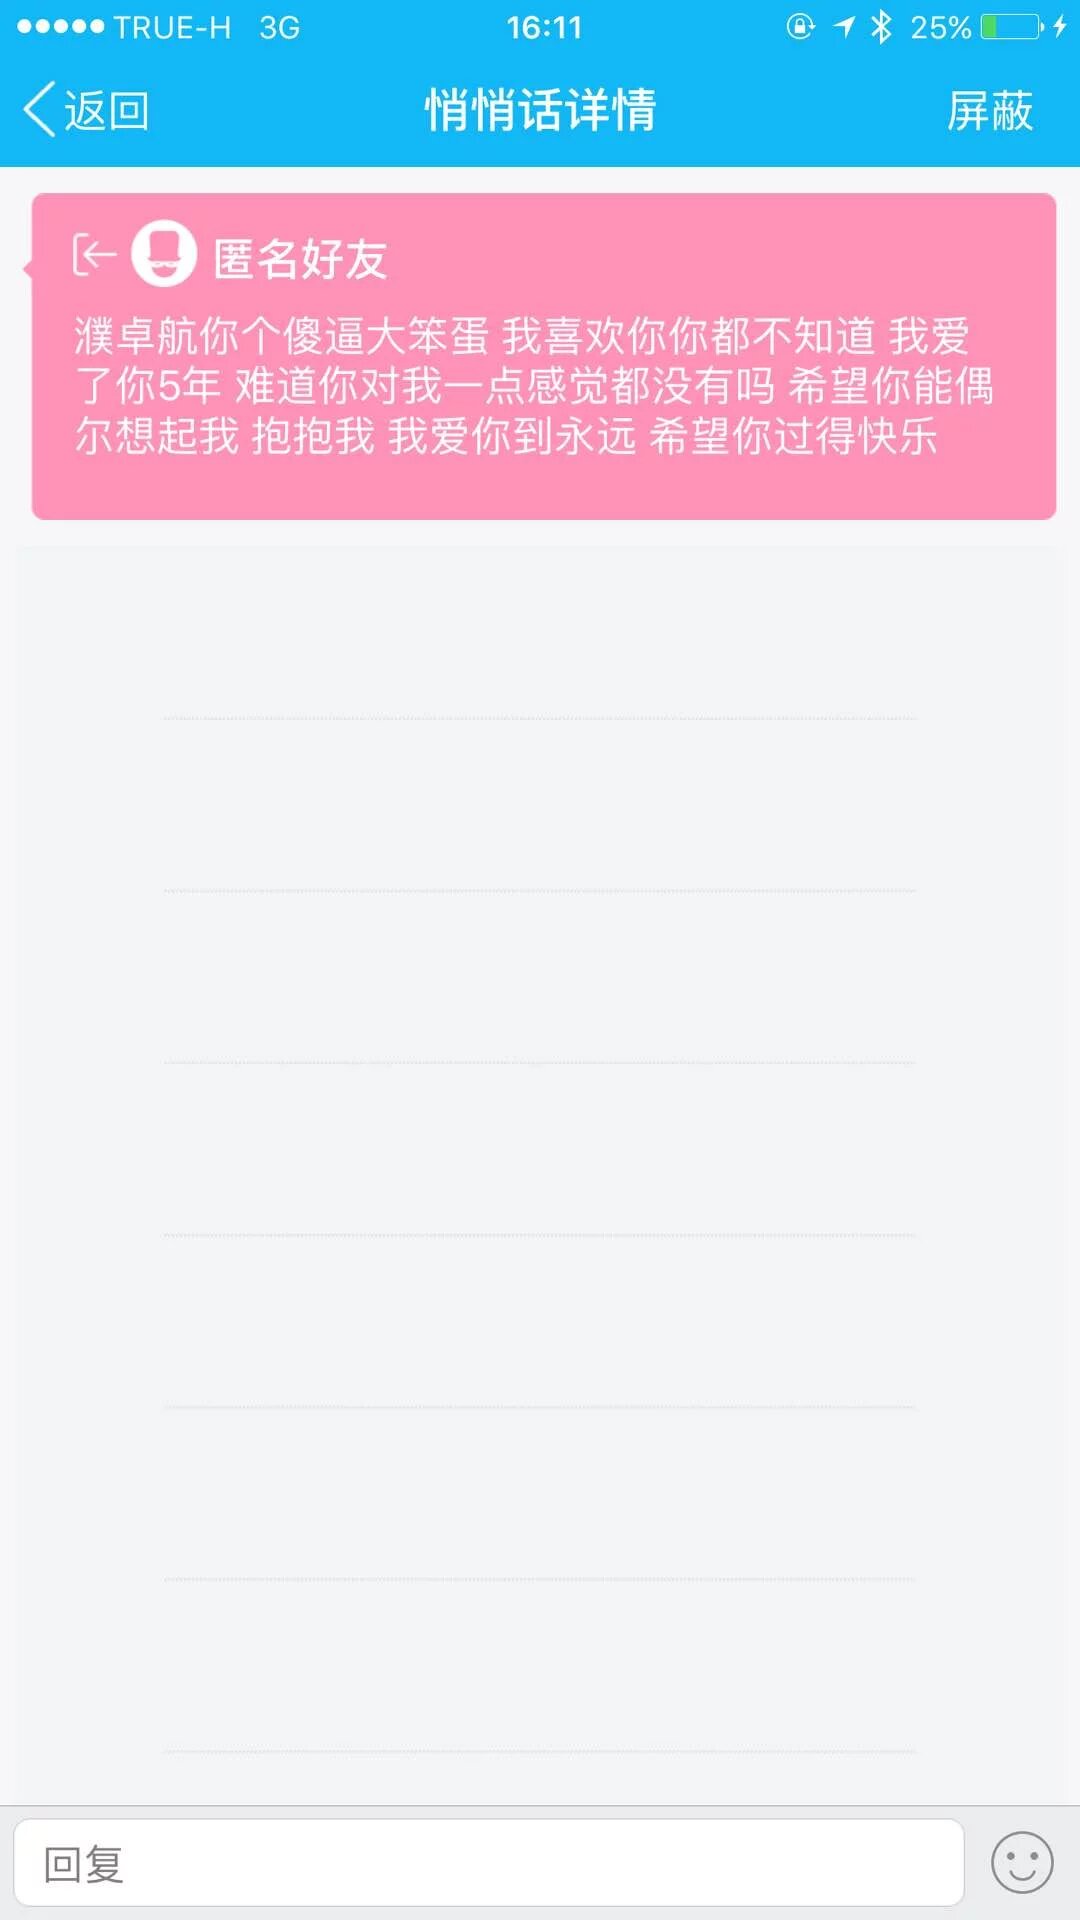 TRUE-H 3G 16:11 25%
返回 悄悄话详情 屏蔽
匿名好友
濮卓航你个傻逼大笨蛋 我喜欢你你都不知道 我爱
了你5年 难道你对我一点感觉都没有吗 希望你能偶
尔想起我 抱抱我 我爱你到永远 希望你过得快乐
回复